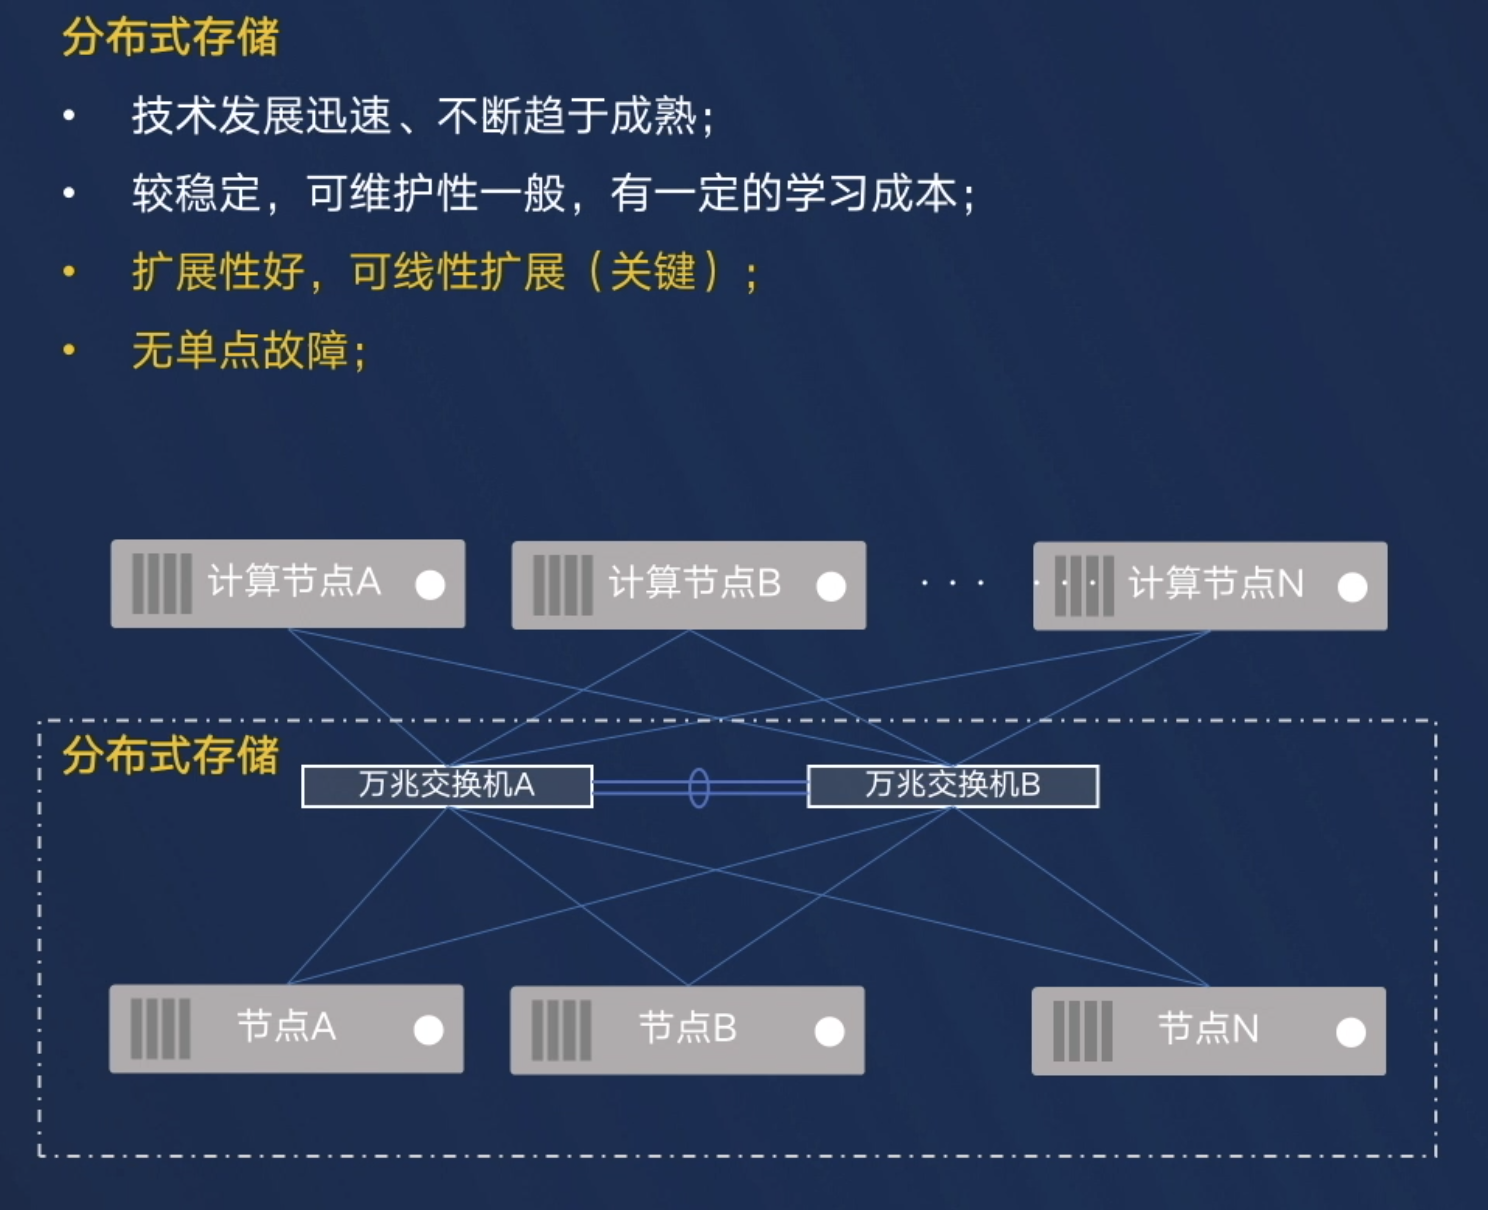 分布式存储
• 技术发展迅速、不断趋于成熟；
• 较稳定，可维护性一般，有一定的学习成本；
• 扩展性好，可线性扩展（关键）；
• 无单点故障；
计算节点A
计算节点B
· · · · · ·
计算节点N
分布式存储
万兆交换机A
万兆交换机B
节点A
节点B
节点N